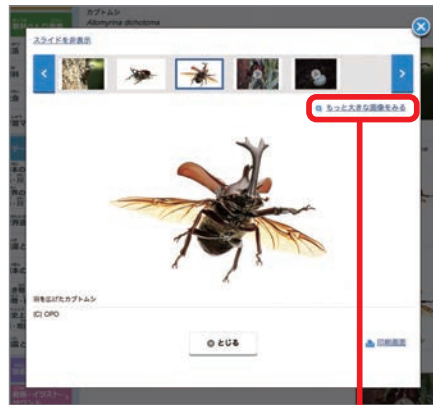 カブトムシ
Allomyrina dichotoma
スライドを非表示
もっと大きな画像をみる
羽を広げたカブトムシ
(C) OPO
とじる
印刷画面